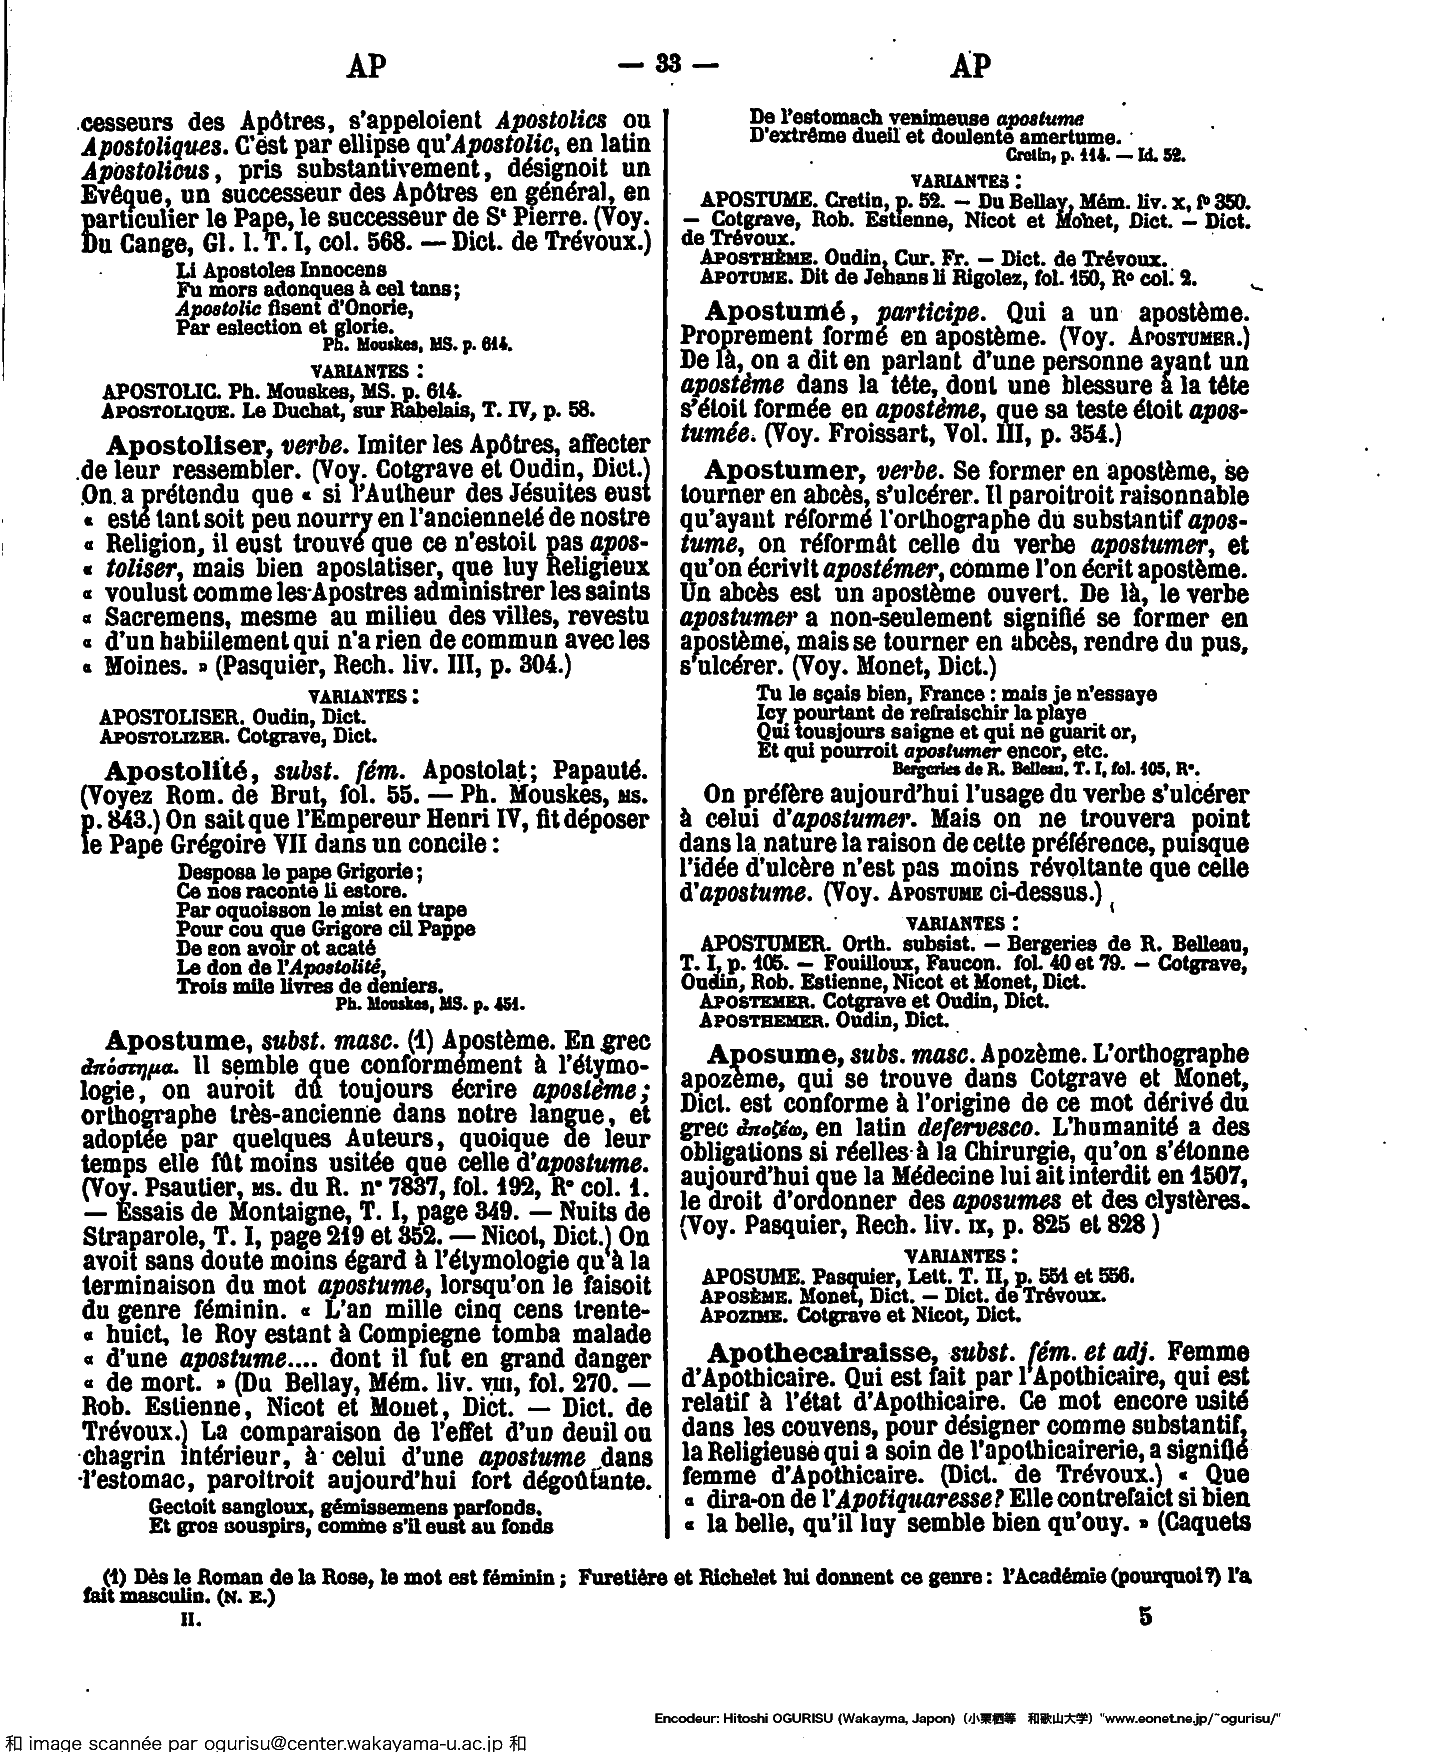 AP — 33 — AP
cesseurs des Apôtres, s'appeloient Apostolics ou
Apostoliques. C'est par ellipse qu'Apostolic, en latin
Apostolicus, pris substantivement, désignoit un
Evêque, un successeur des Apôtres en général, en
particulier le Pape, le successeur de St Pierre. (Voy.
Du Cange, Gl. l. T. I, col. 568. — Dict. de Trévoux.)
Li Apostoles Innocens
Fu mors adonques à cel tans;
Apostolic fisent d'Onorie,
Par eslection et glorie.
Ph. Mouskes, MS. p. 614.
VARIANTES :
APOSTOLIC. Ph. Mouskes, MS. p. 614.
APOSTOLIQUE. Le Duchat, sur Rabelais, T. IV, p. 58.
Apostoliser, verbe. Imiter les Apôtres, affecter
de leur ressembler. (Voy. Cotgrave et Oudin, Dict.)
On a prétendu que « si l'Autheur des Jésuites eust
« esté tant soit peu nourry en l'ancienneté de nostre
« Religion, il eust trouvé que ce n'estoit pas apos-
« toliser, mais bien apostatiser, que luy Religieux
« voulust comme les Apostres administrer les saints
« Sacremens, mesme au milieu des villes, revestu
« d'un habiilement qui n'a rien de commun avec les
« Moines. » (Pasquier, Rech. liv. III, p. 304.)
VARIANTES :
APOSTOLISER. Oudin, Dict.
APOSTOLIZER. Cotgrave, Dict.
Apostolité, subst. fém. Apostolat; Papauté.
(Voyez Rom. de Brut, fol. 55. — Ph. Mouskes, MS.
p. 843.) On sait que l'Empereur Henri IV, fit déposer
le Pape Grégoire VII dans un concile :
Desposa le pape Grigorie;
Ce nos raconte li estore.
Par oquoisson le mist en trape
Pour cou que Grigore cil Pappe
De son avoir ot acaté
Le don de l'Apostolité,
Trois mile livres de deniers.
Ph. Mouskes, MS. p. 451.
Apostume, subst. masc. (1) Apostème. En grec
ἀπόστημα. Il semble que conformément à l'étymo-
logie, on auroit dû toujours écrire apostème;
orthographe très-ancienne dans notre langue, et
adoptée par quelques Auteurs, quoique de leur
temps elle fût moins usitée que celle d'apostume.
(Voy. Psautier, MS. du R. n° 7837, fol. 192, R° col. 1.
— Essais de Montaigne, T. I, page 349. — Nuits de
Straparole, T. I, page 219 et 352. — Nicot, Dict.) On
avoit sans doute moins égard à l'étymologie qu'à la
terminaison du mot apostume, lorsqu'on le faisoit
du genre féminin. « L'an mille cinq cens trente-
« huict, le Roy estant à Compiegne tomba malade
« d'une apostume.... dont il fut en grand danger
« de mort. » (Du Bellay, Mém. liv. VIII, fol. 270. —
Rob. Estienne, Nicot et Monet, Dict. — Dict. de
Trévoux.) La comparaison de l'effet d'un deuil ou
chagrin intérieur, à celui d'une apostume dans
l'estomac, paroîtroit aujourd'hui fort dégoûtante.
Gectoit sangloux, gémissemens parfonds,
Et gros souspirs, comme s'il eust au fonds
De l'estomach venimeuse apostume
D'extrême dueil et doulente amertume.
Cretin, p. 114. — Id. 52.
VARIANTES :
APOSTUME. Cretin, p. 52. — Du Bellay, Mém. liv. X, f° 350.
— Cotgrave, Rob. Estienne, Nicot et Monet, Dict. — Dict.
de Trévoux.
APOSTHÈME. Oudin, Cur. Fr. — Dict. de Trévoux.
APOTUME. Dit de Jehans li Rigolez, fol. 150, R° col. 2.
Apostumé, participe. Qui a un apostème.
Proprement formé en apostème. (Voy. APOSTUMER.)
De là, on a dit en parlant d'une personne ayant un
apostème dans la tête, dont une blessure à la tête
s'étoit formée en apostème, que sa teste étoit apos-
tumée. (Voy. Froissart, Vol. III, p. 354.)
Apostumer, verbe. Se former en apostème, se
tourner en abcès, s'ulcérer. Il paroitroit raisonnable
qu'ayant réformé l'orthographe du substantif apos-
tume, on réformât celle du verbe apostumer, et
qu'on écrivît apostémer, comme l'on écrit apostème.
Un abcès est un apostème ouvert. De là, le verbe
apostumer a non-seulement signifié se former en
apostème, mais se tourner en abcès, rendre du pus,
s'ulcérer. (Voy. Monet, Dict.)
Tu le sçais bien, France : mais je n'essaye
Icy pourtant de refraischir la playe
Qui tousjours saigne et qui ne guarit or,
Et qui pourroit apostumer encor, etc.
Bergeries de R. Belleau, T. I, fol. 105, R°.
On préfère aujourd'hui l'usage du verbe s'ulcérer
à celui d'apostumer. Mais on ne trouvera point
dans la nature la raison de cette préférence, puisque
l'idée d'ulcère n'est pas moins révoltante que celle
d'apostume. (Voy. APOSTUME ci-dessus.)
VARIANTES :
APOSTUMER. Orth. subsist. — Bergeries de R. Belleau,
T. I, p. 105. — Fouilloux, Faucon. fol. 40 et 79. — Cotgrave,
Oudin, Rob. Estienne, Nicot et Monet, Dict.
APOSTEMER. Cotgrave et Oudin, Dict.
APOSTHEMER. Oudin, Dict.
Aposume, subs. masc. Apozème. L'orthographe
apozème, qui se trouve dans Cotgrave et Monet,
Dict. est conforme à l'origine de ce mot dérivé du
grec ἀποζέω, en latin defervesco. L'humanité a des
obligations si réelles à la Chirurgie, qu'on s'étonne
aujourd'hui que la Médecine lui ait interdit en 1507,
le droit d'ordonner des aposumes et des clystères.
(Voy. Pasquier, Rech. liv. IX, p. 825 et 828 )
VARIANTES :
APOSUME. Pasquier, Lett. T. II, p. 551 et 556.
APOSÈME. Monet, Dict. — Dict. de Trévoux.
APOZIME. Cotgrave et Nicot, Dict.
Apothecairaisse, subst. fém. et adj. Femme
d'Apothicaire. Qui est fait par l'Apothicaire, qui est
relatif à l'état d'Apothicaire. Ce mot encore usité
dans les couvens, pour désigner comme substantif,
la Religieuse qui a soin de l'apothicairerie, a signifié
femme d'Apothicaire. (Dict. de Trévoux.) « Que
« dira-on de l'Apotiquaresse? Elle contrefaict si bien
« la belle, qu'il luy semble bien qu'ouy. » (Caquets
(1) Dès le Roman de la Rose, le mot est féminin ; Furetière et Richelet lui donnent ce genre : l'Académie (pourquoi?) l'a
fait masculin. (N. E.)
II. 5
Encodeur: Hitoshi OGURISU (Wakayma, Japon) (小栗栖等 和歌山大学) "www.eonet.ne.jp/~ogurisu/"
和 image scannée par ogurisu@center.wakayama-u.ac.jp 和